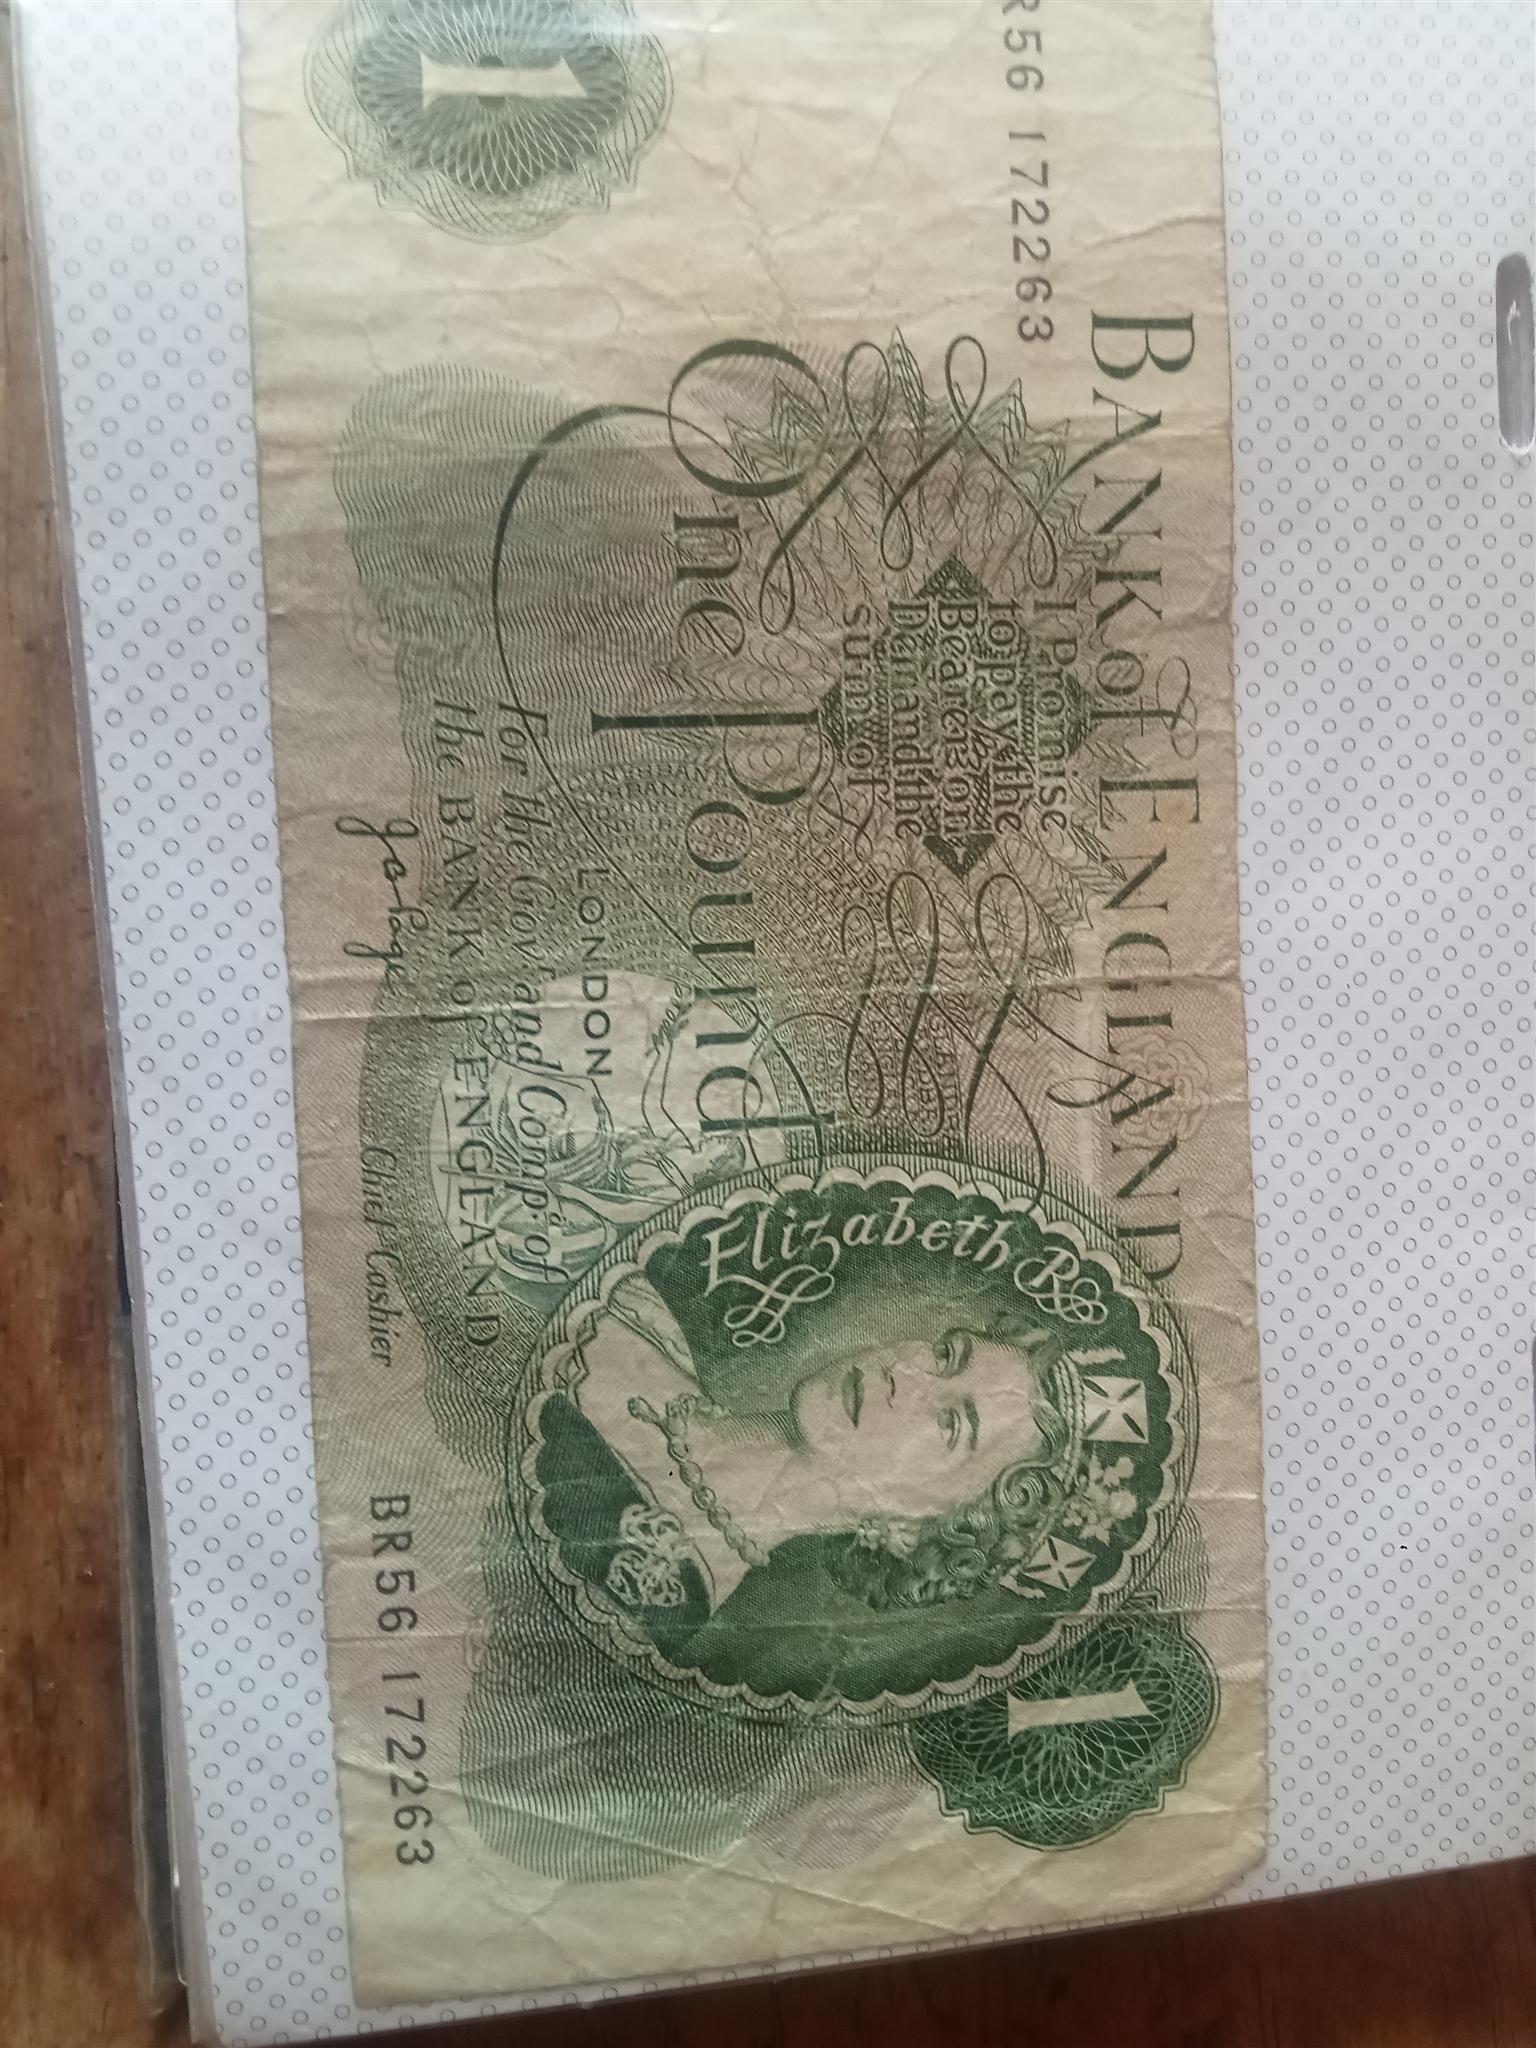 R56 172263
BANK of ENGLAND
I Promise
to pay the
Bearer on
Demand the
sum of
One Pound
LONDON
for the Gov.r and Comp.a of
the BANK of ENGLAND
Chief Cashier
Elizabeth R
1
1
BR56 172263